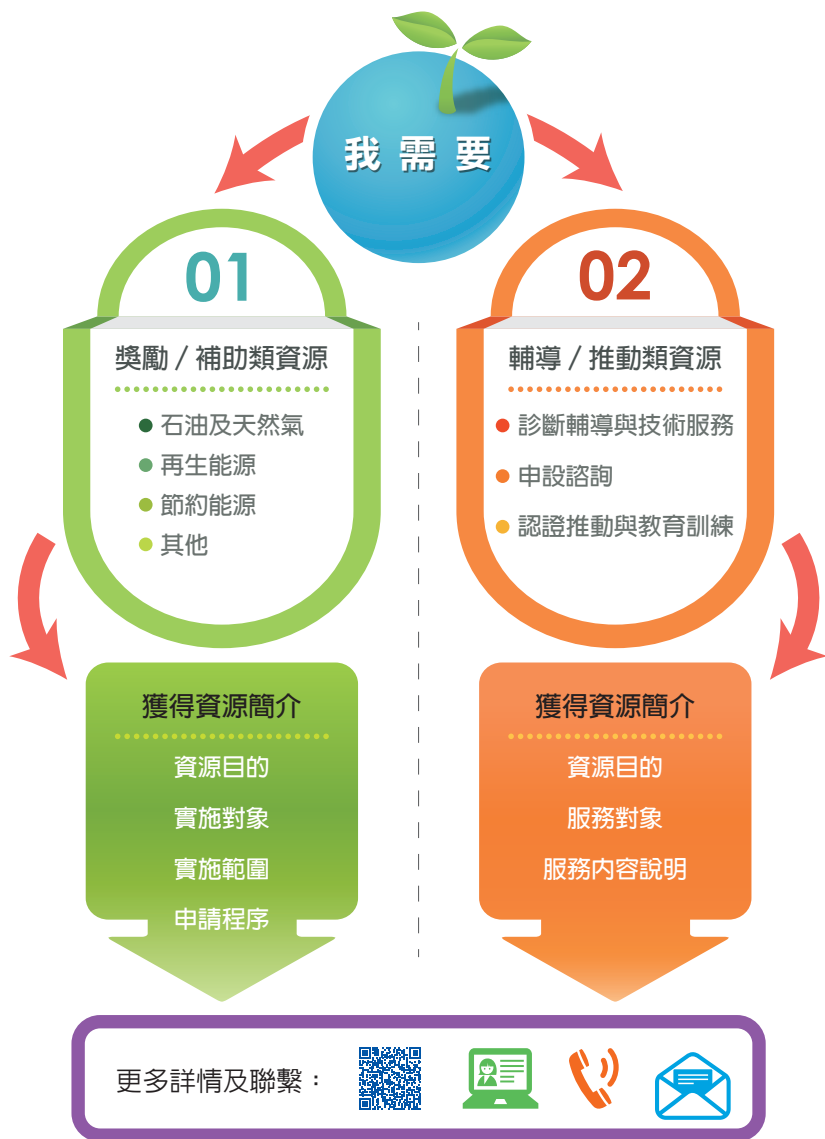 我需要
01
獎勵 / 補助類資源
石油及天然氣
再生能源
節約能源
其他
獲得資源簡介
資源目的
實施對象
實施範圍
申請程序
02
輔導 / 推動類資源
診斷輔導與技術服務
申設諮詢
認證推動與教育訓練
獲得資源簡介
資源目的
服務對象
服務內容說明
更多詳情及聯繫：